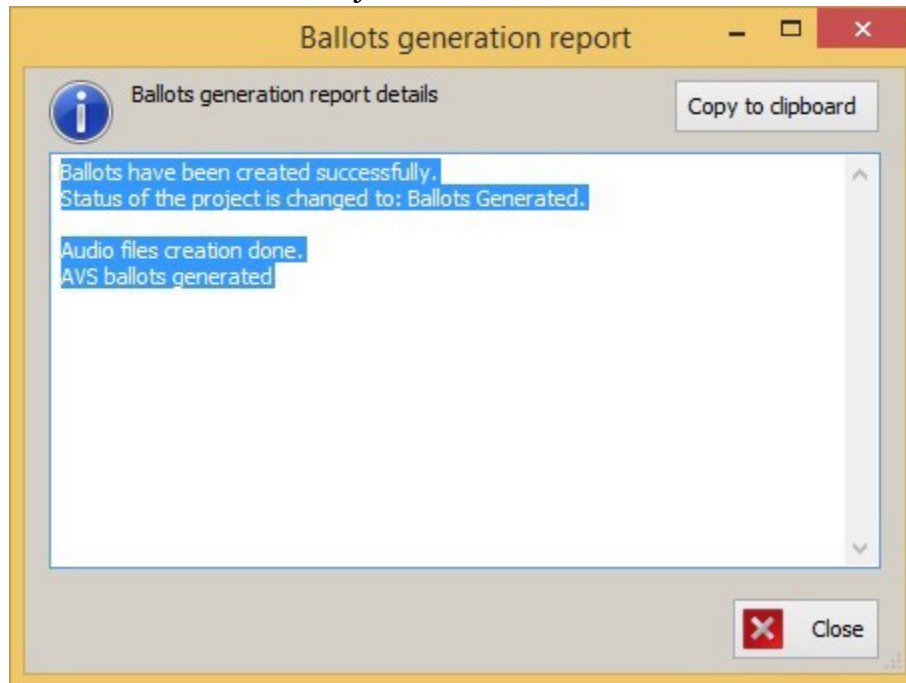 Ballots generation report
Ballots generation report details
Copy to clipboard
Ballots have been created successfully.
Status of the project is changed to: Ballots Generated.
Audio files creation done.
AVS ballots generated
Close